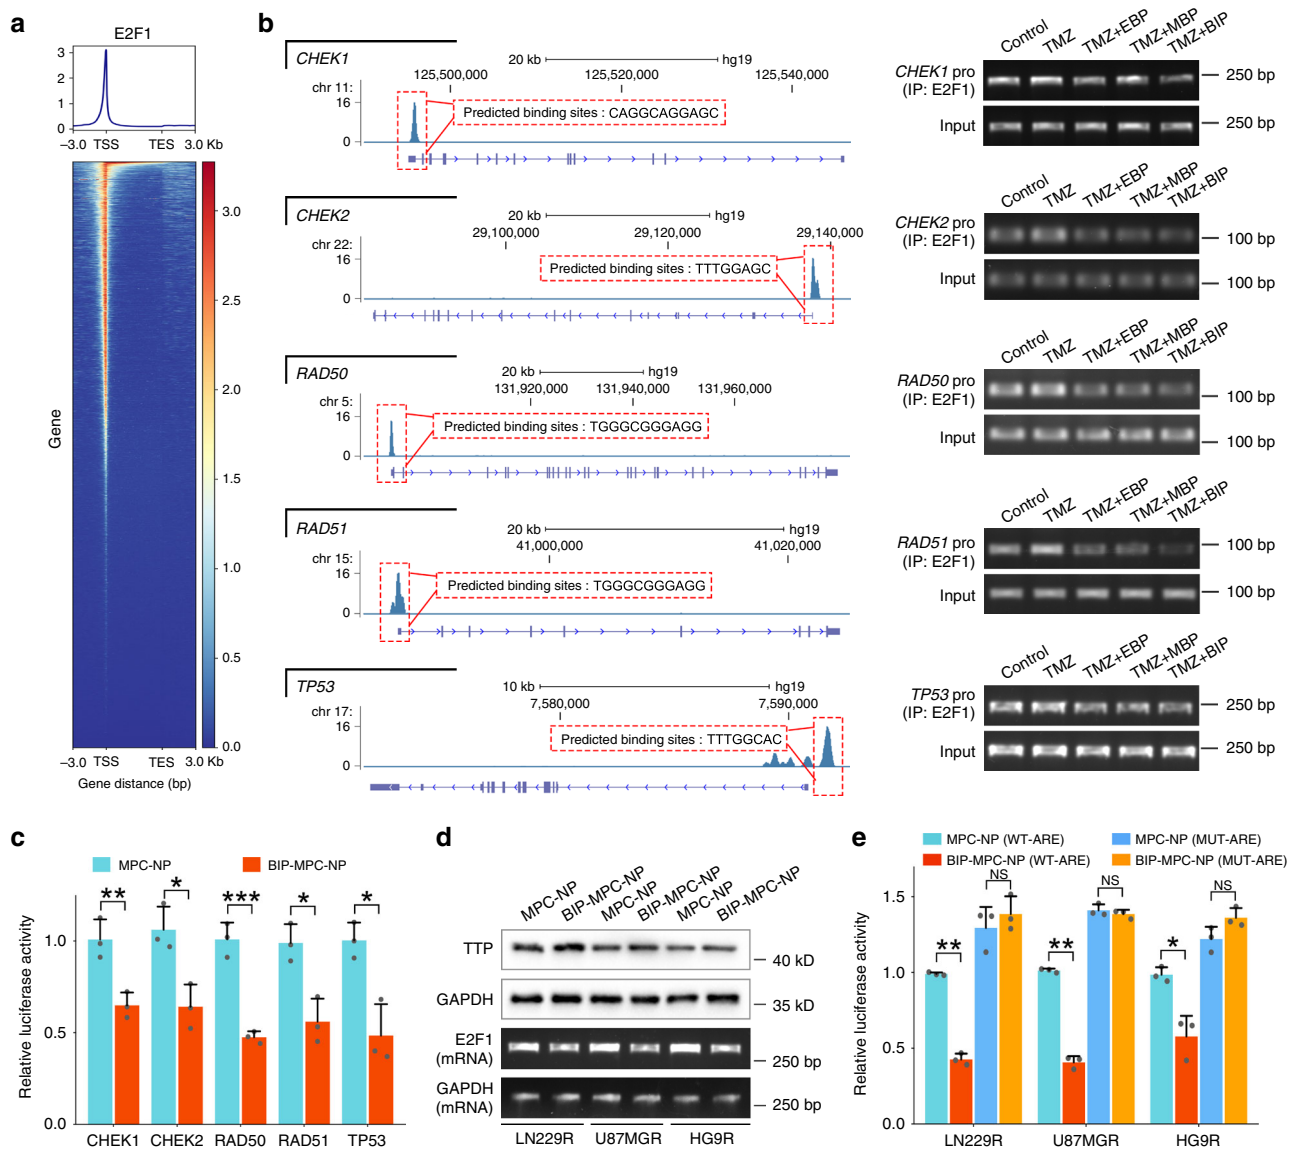 a
E2F1
3
2
1
0
−3.0 TSS TES 3.0 Kb
Gene
3.0
2.5
2.0
1.5
1.0
0.5
0.0
−3.0 TSS TES 3.0 Kb
Gene distance (bp)
b
CHEK1
20 kb hg19
125,500,000 125,520,000 125,540,000
chr 11:
16
0
Predicted binding sites : CAGGCAGGAGC
CHEK2
20 kb hg19
29,100,000 29,120,000 29,140,000
chr 22:
16
0
Predicted binding sites : TTTGGAGC
RAD50
20 kb hg19
131,920,000 131,940,000 131,960,000
chr 5:
16
0
Predicted binding sites : TGGGCGGGAGG
RAD51
20 kb hg19
41,000,000 41,020,000
chr 15:
16
0
Predicted binding sites : TGGGCGGGAGG
TP53
10 kb hg19
7,580,000 7,590,000
chr 17:
16
0
Predicted binding sites : TTTGGCAC
Control TMZ TMZ+EBP TMZ+MBP TMZ+BIP
CHEK1 pro
(IP: E2F1)
250 bp
Input
250 bp
Control TMZ TMZ+EBP TMZ+MBP TMZ+BIP
CHEK2 pro
(IP: E2F1)
100 bp
Input
100 bp
Control TMZ TMZ+EBP TMZ+MBP TMZ+BIP
RAD50 pro
(IP: E2F1)
100 bp
Input
100 bp
Control TMZ TMZ+EBP TMZ+MBP TMZ+BIP
RAD51 pro
(IP: E2F1)
100 bp
Input
100 bp
Control TMZ TMZ+EBP TMZ+MBP TMZ+BIP
TP53 pro
(IP: E2F1)
250 bp
Input
250 bp
c
MPC-NP BIP-MPC-NP
Relative luciferase activity
1.0
0.5
0.0
** * *** * *
CHEK1 CHEK2 RAD50 RAD51 TP53
d
MPC-NP BIP-MPC-NP MPC-NP BIP-MPC-NP MPC-NP BIP-MPC-NP
TTP
40 kD
GAPDH
35 kD
E2F1
(mRNA)
250 bp
GAPDH
(mRNA)
250 bp
LN229R U87MGR HG9R
e
MPC-NP (WT-ARE) MPC-NP (MUT-ARE)
BIP-MPC-NP (WT-ARE) BIP-MPC-NP (MUT-ARE)
Relative luciferase activity
1.5
1.0
0.5
0.0
** NS ** NS * NS
LN229R U87MGR HG9R